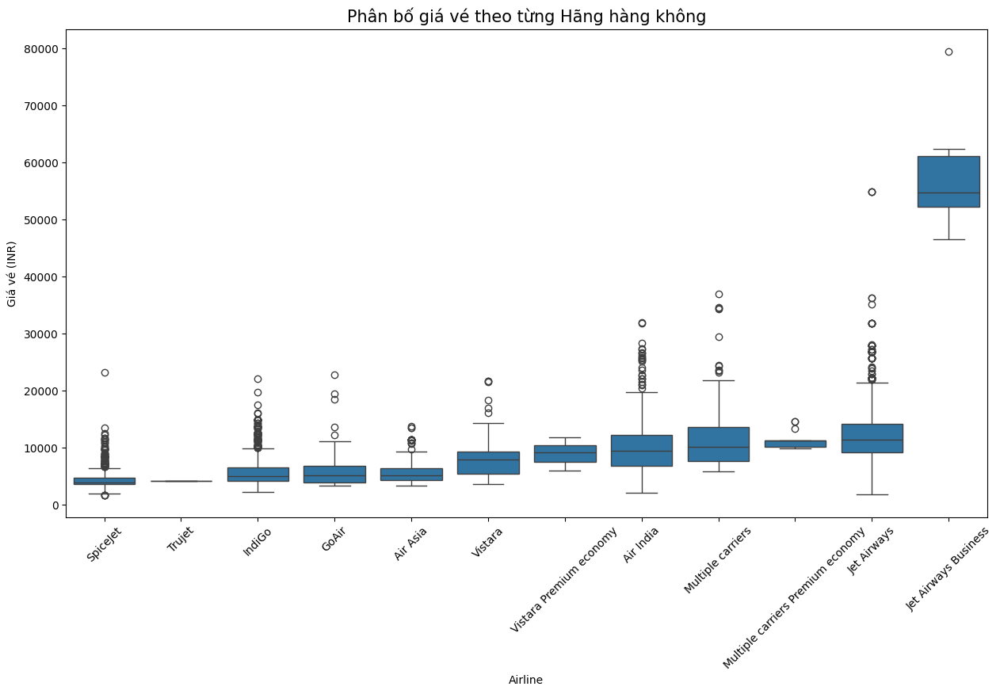 Phân bố giá vé theo từng Hãng hàng không
Giá vé (INR)
80000
70000
60000
50000
40000
30000
20000
10000
0
SpiceJet
Trujet
IndiGo
GoAir
Air Asia
Vistara
Vistara Premium economy
Air India
Multiple carriers
Multiple carriers Premium economy
Jet Airways
Jet Airways Business
Airline